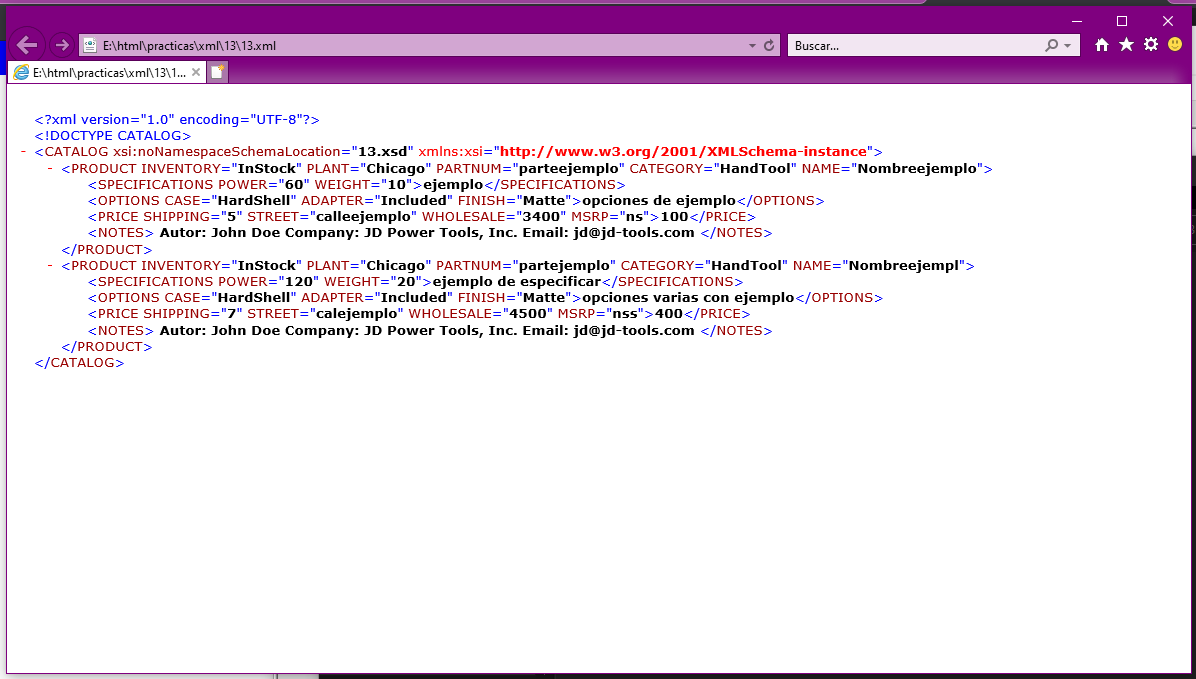 E:\html\practicas\xml\13\13.xml
Buscar...
E:\html\practicas\xml\13\1...
<?xml version="1.0" encoding="UTF-8"?>
<!DOCTYPE CATALOG>
- <CATALOG xsi:noNamespaceSchemaLocation="13.xsd" xmlns:xsi="http://www.w3.org/2001/XMLSchema-instance">
- <PRODUCT INVENTORY="InStock" PLANT="Chicago" PARTNUM="parteejemplo" CATEGORY="HandTool" NAME="Nombreejemplo">
<SPECIFICATIONS POWER="60" WEIGHT="10">ejemplo</SPECIFICATIONS>
<OPTIONS CASE="HardShell" ADAPTER="Included" FINISH="Matte">opciones de ejemplo</OPTIONS>
<PRICE SHIPPING="5" STREET="calleejemplo" WHOLESALE="3400" MSRP="ns">100</PRICE>
<NOTES> Autor: John Doe Company: JD Power Tools, Inc. Email: jd@jd-tools.com </NOTES>
</PRODUCT>
- <PRODUCT INVENTORY="InStock" PLANT="Chicago" PARTNUM="partejemplo" CATEGORY="HandTool" NAME="Nombreejempl">
<SPECIFICATIONS POWER="120" WEIGHT="20">ejemplo de especificar</SPECIFICATIONS>
<OPTIONS CASE="HardShell" ADAPTER="Included" FINISH="Matte">opciones varias con ejemplo</OPTIONS>
<PRICE SHIPPING="7" STREET="calejemplo" WHOLESALE="4500" MSRP="nss">400</PRICE>
<NOTES> Autor: John Doe Company: JD Power Tools, Inc. Email: jd@jd-tools.com </NOTES>
</PRODUCT>
</CATALOG>